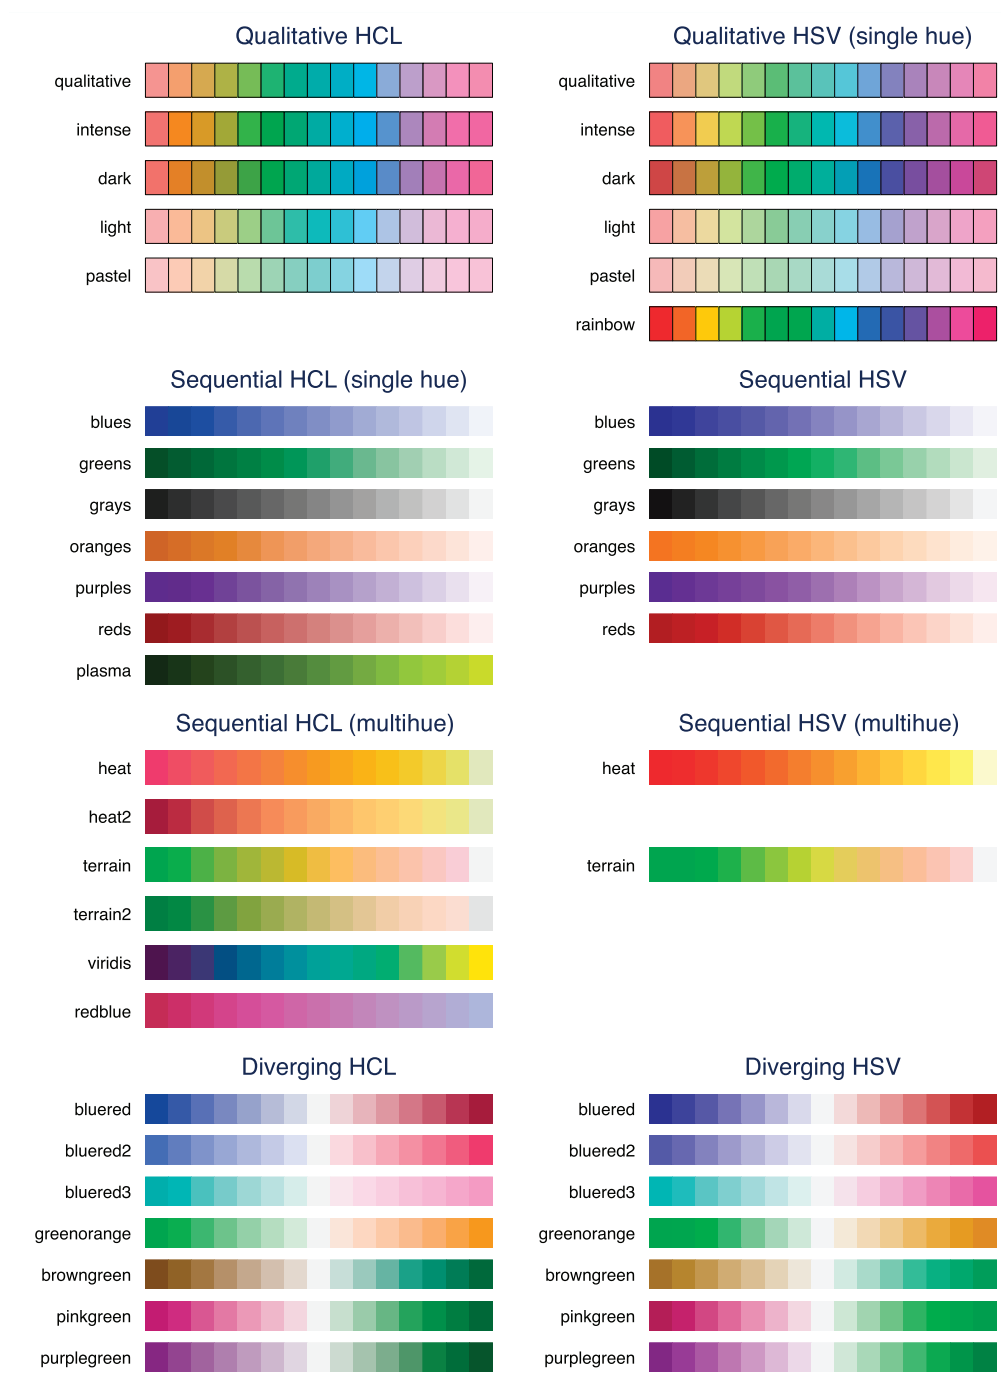 Qualitative HCL
qualitative
intense
dark
light
pastel
Qualitative HSV (single hue)
qualitative
intense
dark
light
pastel
rainbow
Sequential HCL (single hue)
blues
greens
grays
oranges
purples
reds
plasma
Sequential HSV
blues
greens
grays
oranges
purples
reds
Sequential HCL (multihue)
heat
heat2
terrain
terrain2
viridis
redblue
Sequential HSV (multihue)
heat
terrain
Diverging HCL
bluered
bluered2
bluered3
greenorange
browngreen
pinkgreen
purplegreen
Diverging HSV
bluered
bluered2
bluered3
greenorange
browngreen
pinkgreen
purplegreen